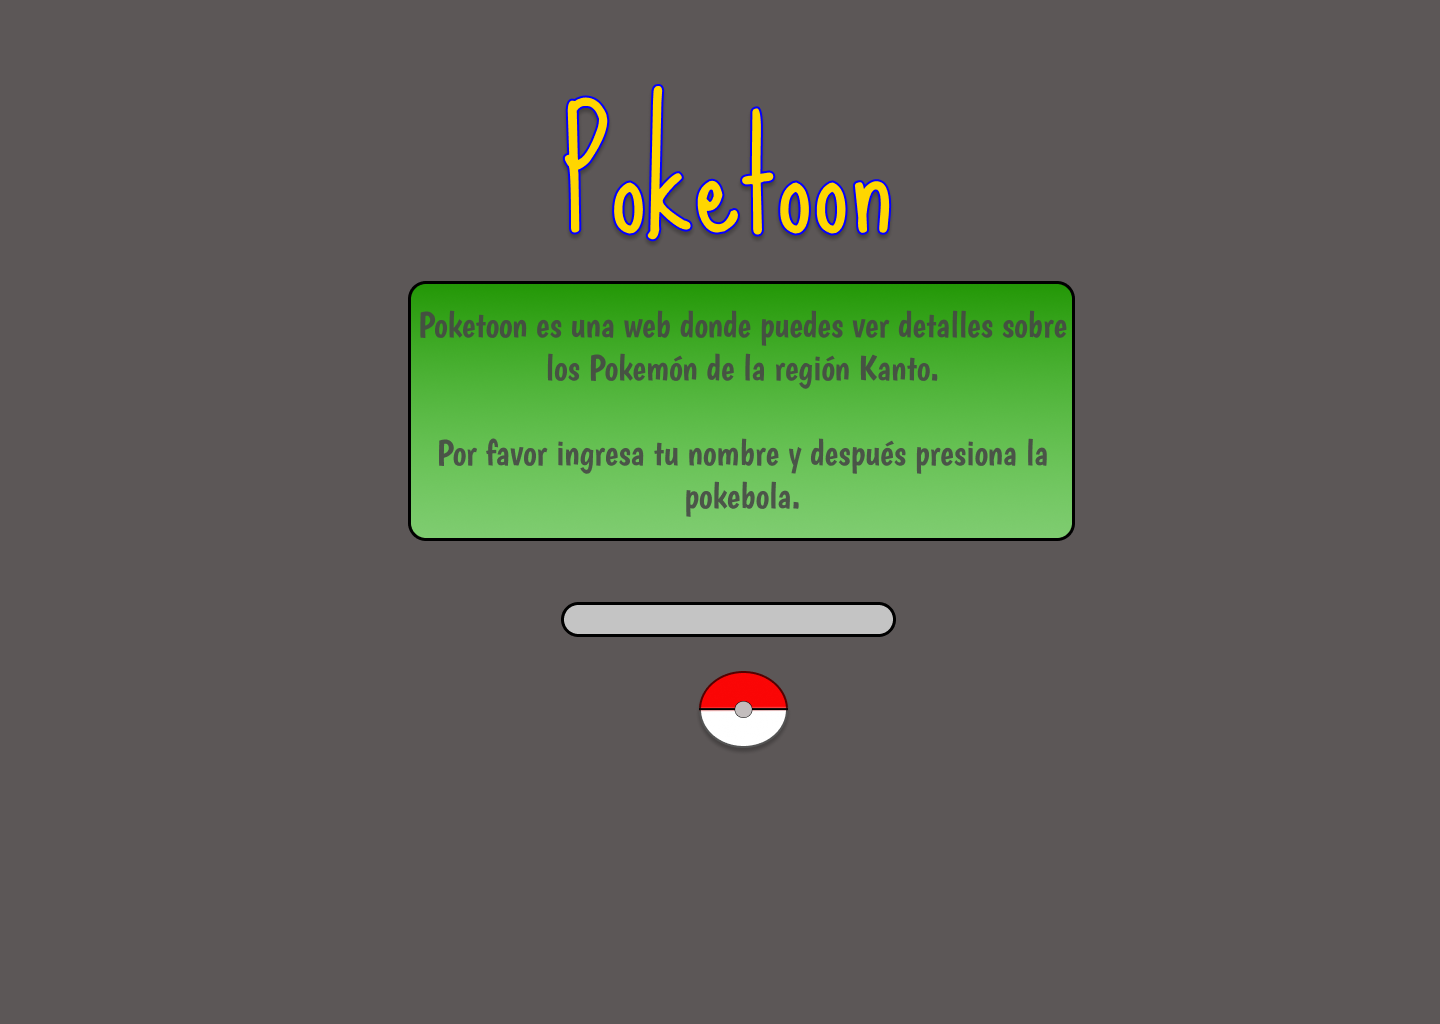 Poketoon
Poketoon es una web donde puedes ver detalles sobre
los Pokemón de la región Kanto.
Por favor ingresa tu nombre y después presiona la
pokebola.